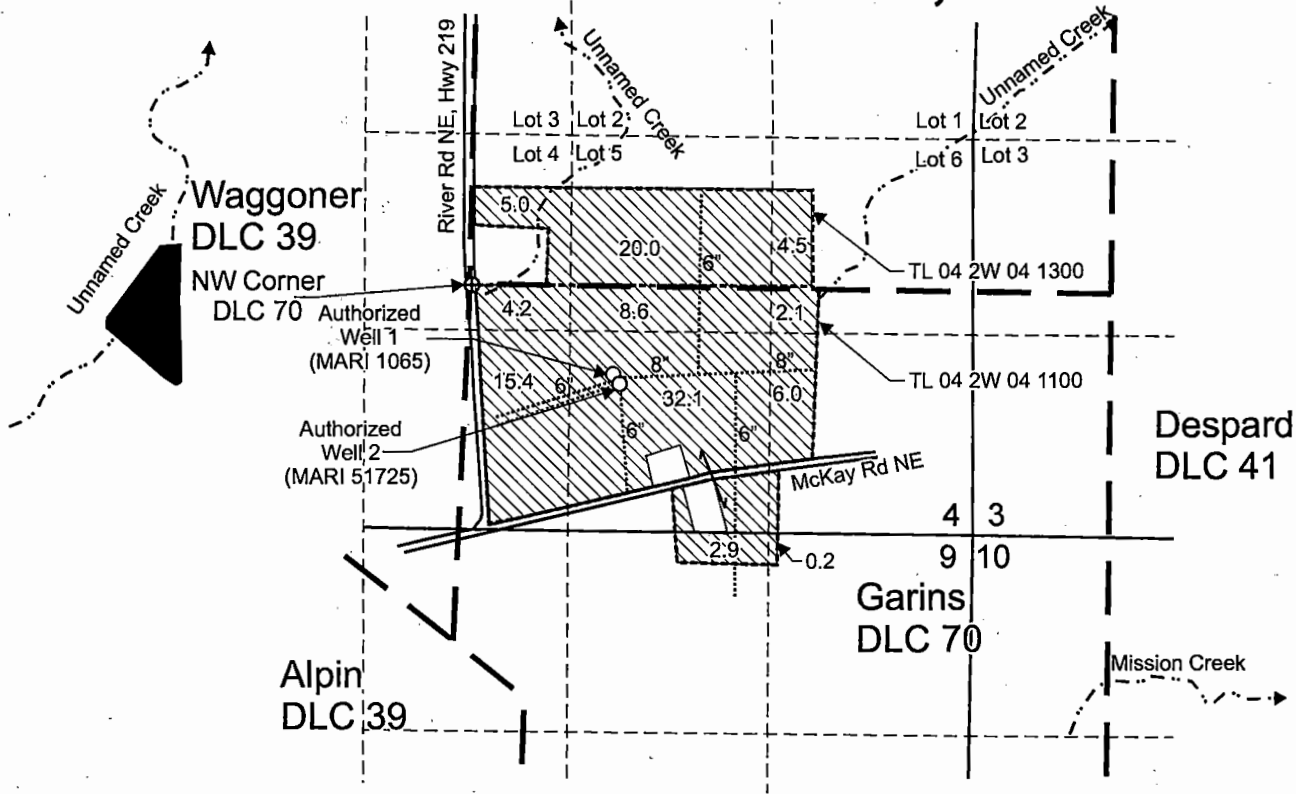 River Rd NE, Hwy 219
Unnamed Creek
Unnamed Creek
Unnamed Creek
Lot 3
Lot 2
Lot 4
Lot 5
Lot 1
Lot 2
Lot 6
Lot 3
Waggoner
DLC 39
NW Corner
DLC 70
5.0
20.0
4.5
6"
TL 04 2W 04 1300
4.2
8.6
2.1
Authorized
Well 1
(MARI 1065)
8"
8"
15.4
6"
32.1
6.0
TL 04 2W 04 1100
Authorized
Well 2
(MARI 51725)
6"
6"
McKay Rd NE
Despard
DLC 41
4
3
9
10
2.9
0.2
Garins
DLC 70
Alpin
DLC 39
Mission Creek